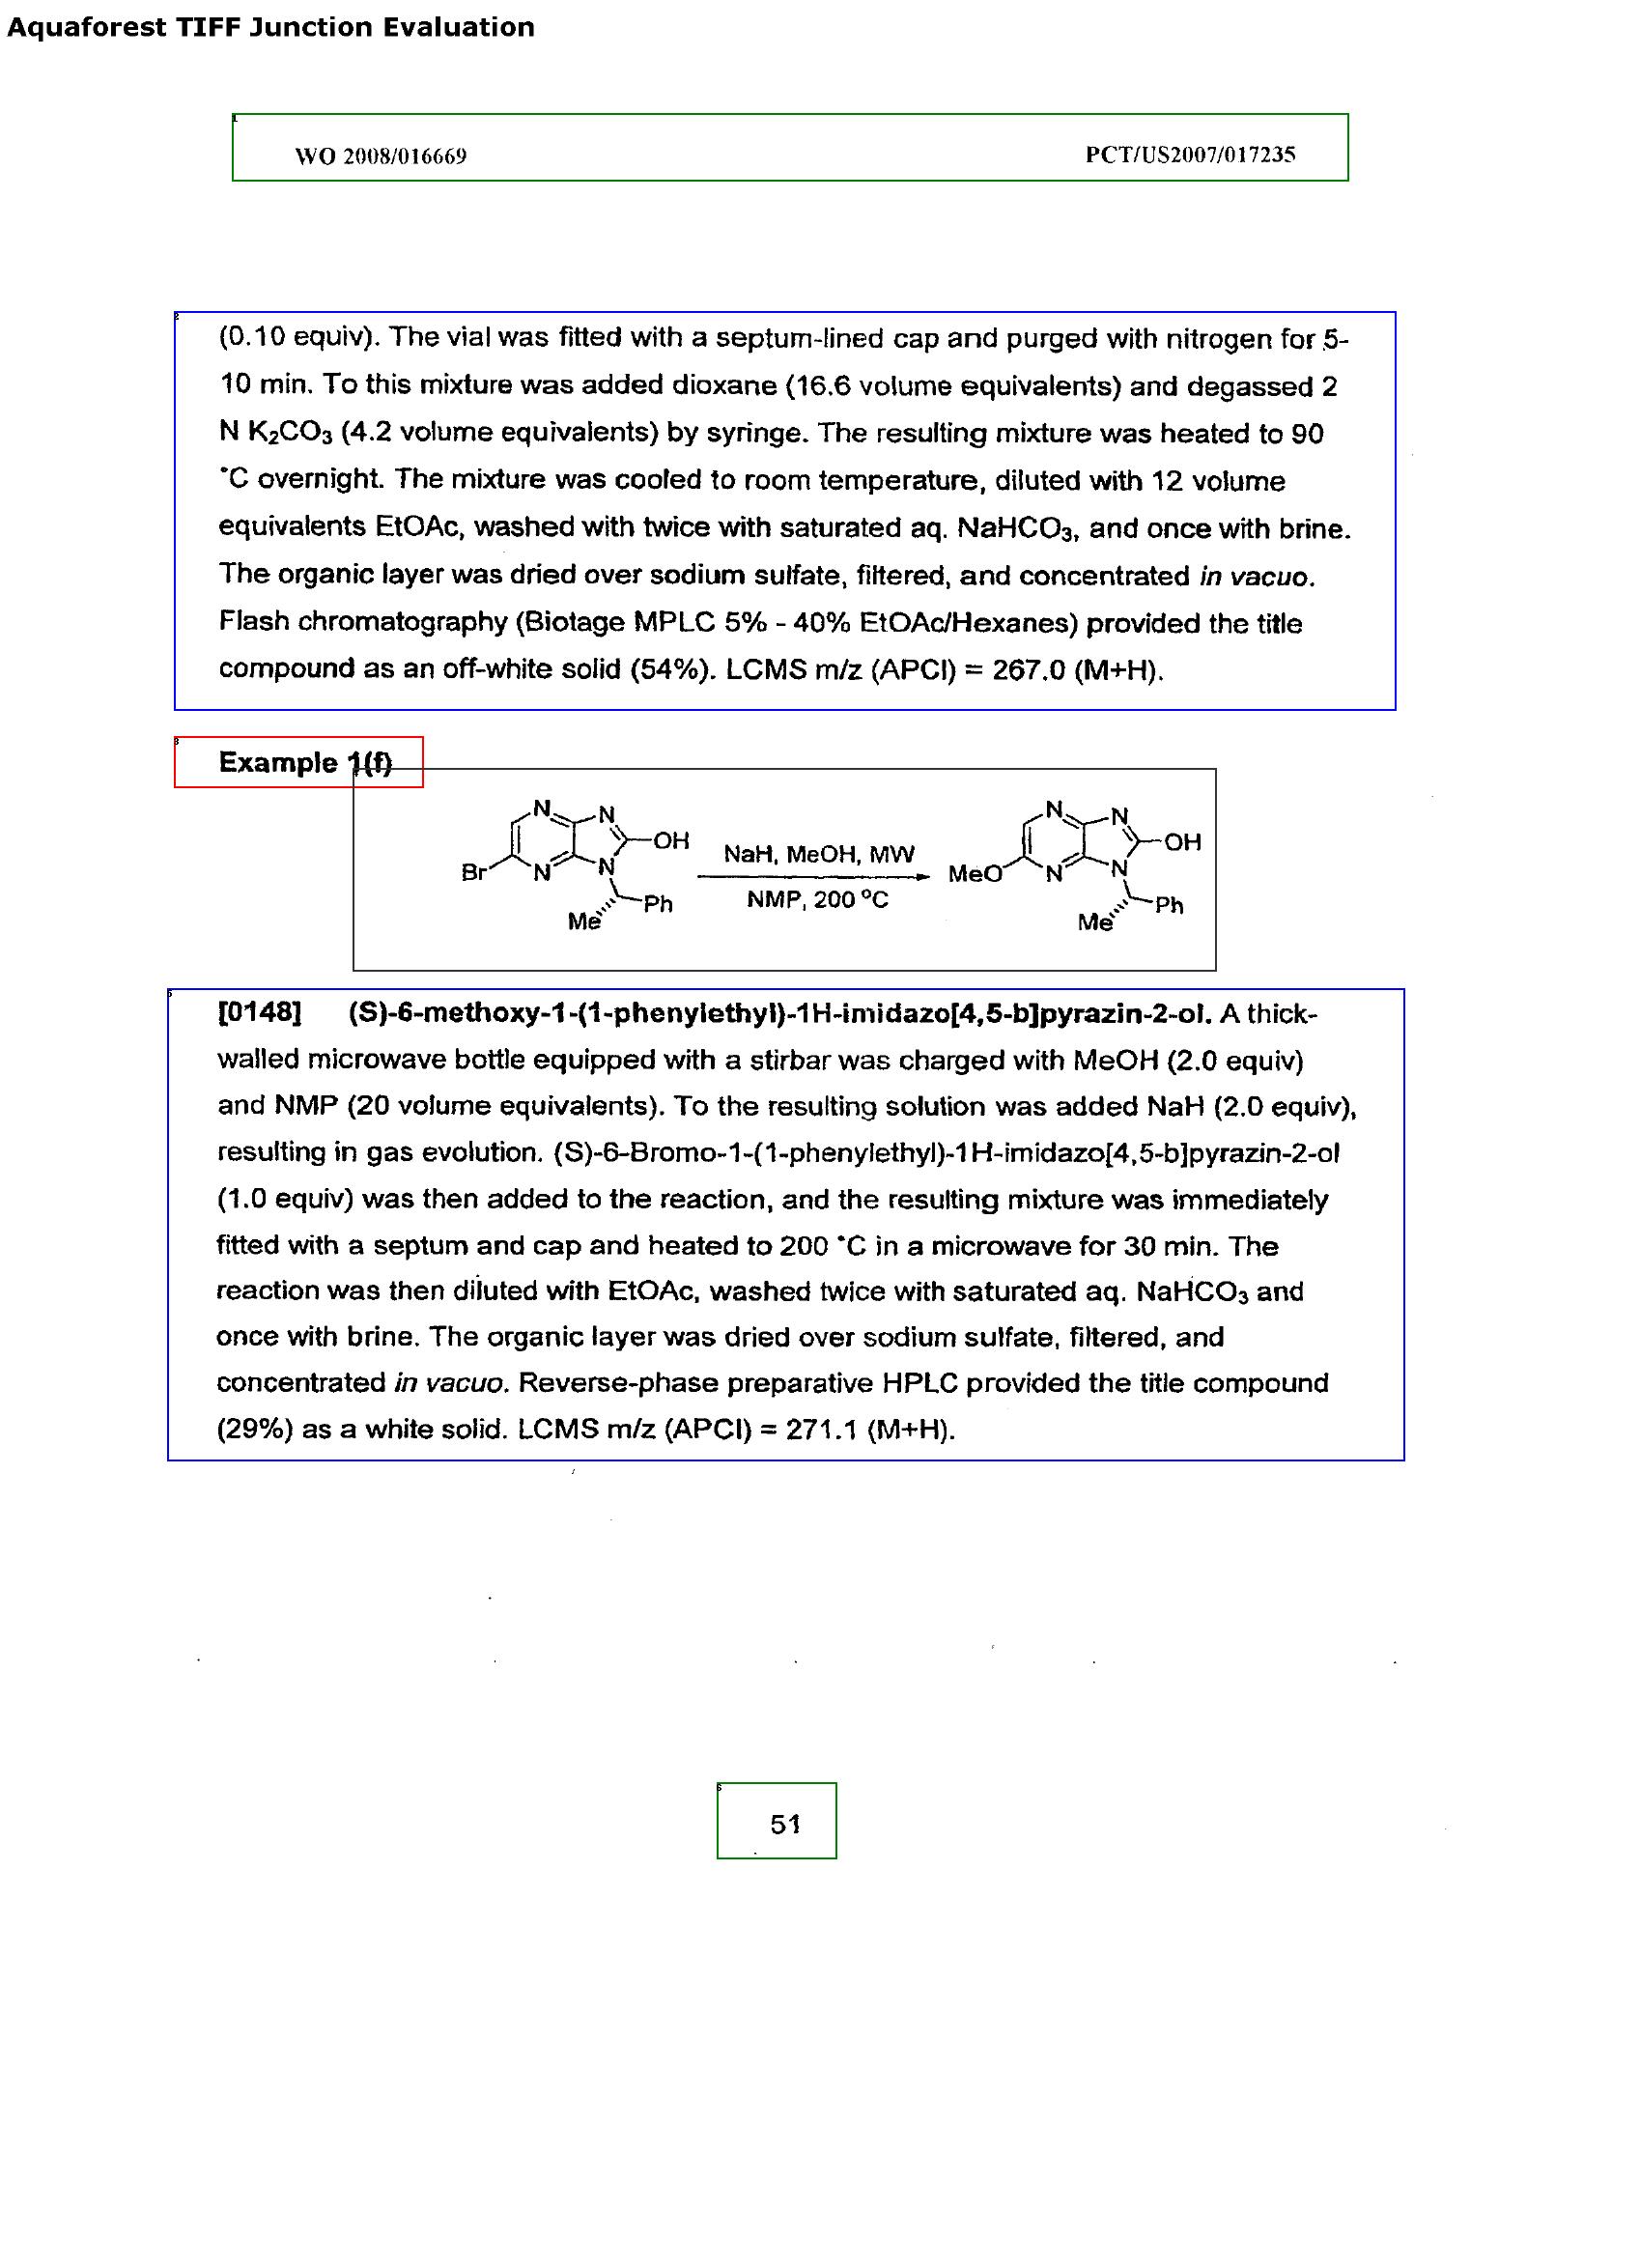 Aquaforest TIFF Junction Evaluation
WO 2008/016669 PCT/US2007/017235
(0.10 equiv). The vial was fitted with a septum-lined cap and purged with nitrogen for 5-
10 min. To this mixture was added dioxane (16.6 volume equivalents) and degassed 2
N K₂CO₃ (4.2 volume equivalents) by syringe. The resulting mixture was heated to 90
°C overnight. The mixture was cooled to room temperature, diluted with 12 volume
equivalents EtOAc, washed with twice with saturated aq. NaHCO₃, and once with brine.
The organic layer was dried over sodium sulfate, filtered, and concentrated in vacuo.
Flash chromatography (Biotage MPLC 5% - 40% EtOAc/Hexanes) provided the title
compound as an off-white solid (54%). LCMS m/z (APCI) = 267.0 (M+H).
Example 1(f)
N N OH Br N N Ph Me
NaH, MeOH, MW
NMP, 200 °C
N N OH MeO N N Ph Me
[0148] (S)-6-methoxy-1-(1-phenylethyl)-1H-imidazo[4,5-b]pyrazin-2-ol. A thick-
walled microwave bottle equipped with a stirbar was charged with MeOH (2.0 equiv)
and NMP (20 volume equivalents). To the resulting solution was added NaH (2.0 equiv),
resulting in gas evolution. (S)-6-Bromo-1-(1-phenylethyl)-1H-imidazo[4,5-b]pyrazin-2-ol
(1.0 equiv) was then added to the reaction, and the resulting mixture was immediately
fitted with a septum and cap and heated to 200 °C in a microwave for 30 min. The
reaction was then diluted with EtOAc, washed twice with saturated aq. NaHCO₃ and
once with brine. The organic layer was dried over sodium sulfate, filtered, and
concentrated in vacuo. Reverse-phase preparative HPLC provided the title compound
(29%) as a white solid. LCMS m/z (APCI) = 271.1 (M+H).
51